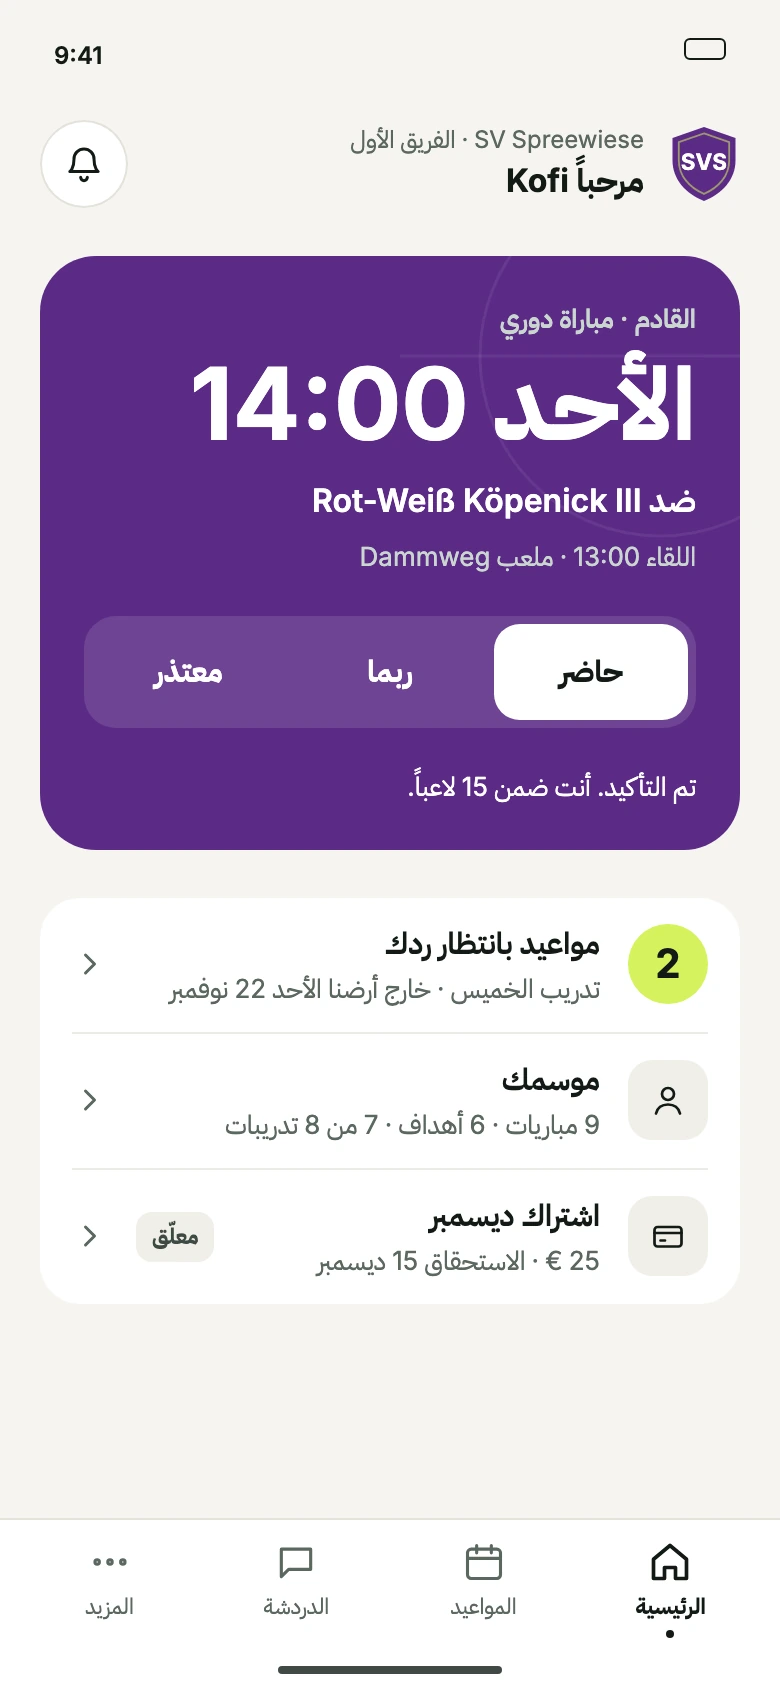 9:41
SVS
SV Spreewiese · الفريق الأول
مرحباً Kofi
القادم · مباراة دوري
الأحد 14:00
ضد Rot-Weiß Köpenick III
اللقاء 13:00 · ملعب Dammweg
حاضر
ربما
معتذر
تم التأكيد. أنت ضمن 15 لاعباً.
2
مواعيد بانتظار ردك
تدريب الخميس · خارج أرضنا الأحد 22 نوفمبر
موسمك
9 مباريات · 6 أهداف · 7 من 8 تدريبات
اشتراك ديسمبر
25 € · الاستحقاق 15 ديسمبر
معلّق
الرئيسية
المواعيد
الدردشة
المزيد